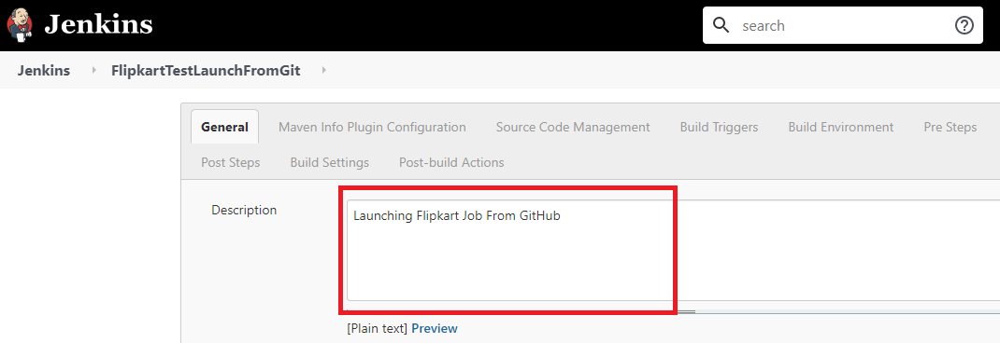 Jenkins
search
Jenkins FlipkartTestLaunchFromGit
General Maven Info Plugin Configuration Source Code Management Build Triggers Build Environment Pre Steps
Post Steps Build Settings Post-build Actions
Description
Launching Flipkart Job From GitHub
[Plain text] Preview